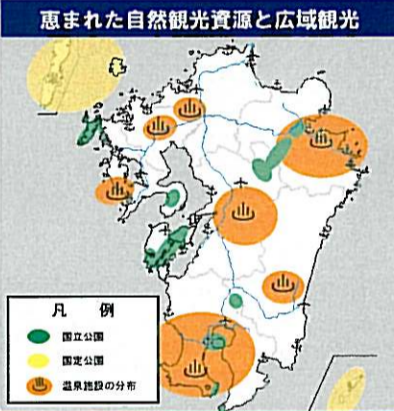 恵まれた自然観光資源と広域観光
凡例
国立公園
国定公園
温泉施設の分布